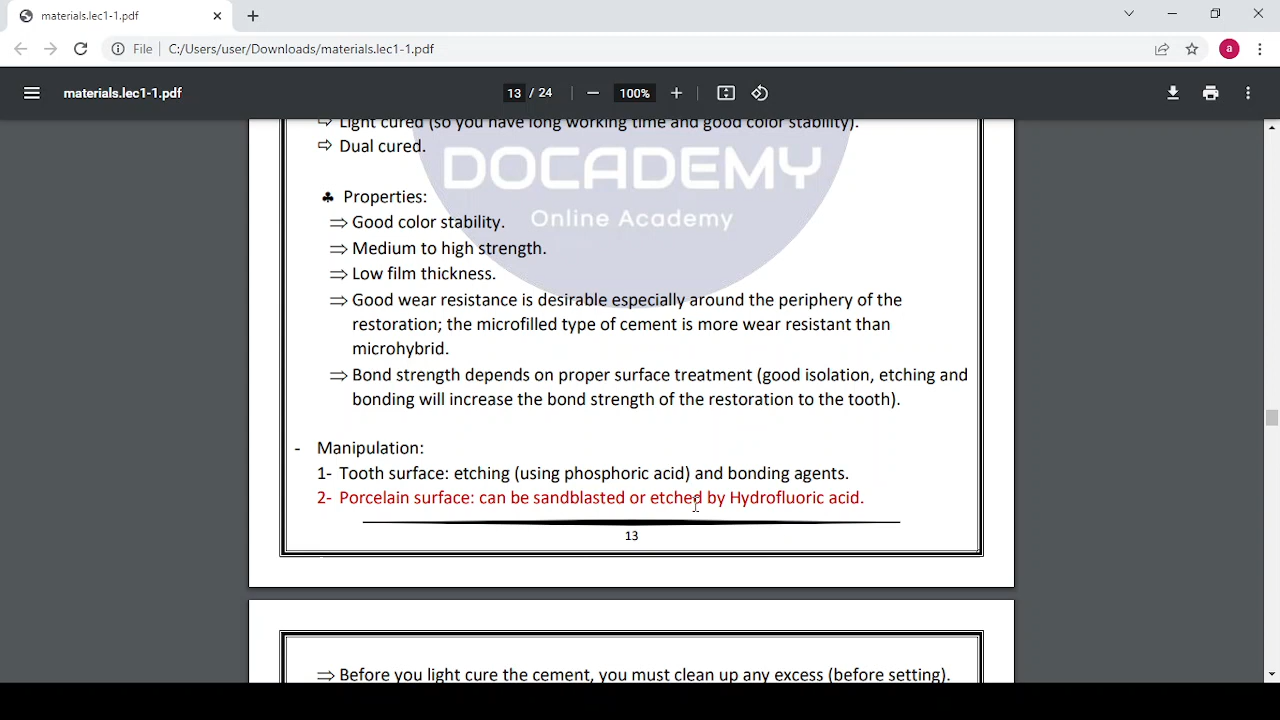 materials.lec1-1.pdf
File
C:/Users/user/Downloads/materials.lec1-1.pdf
a
materials.lec1-1.pdf
13 / 24
100%
⇨ Light cured (so you have long working time and good color stability).
⇨ Dual cured.
DOCADEMY
Online Academy
♣ Properties:
⇒ Good color stability.
⇒ Medium to high strength.
⇒ Low film thickness.
⇒ Good wear resistance is desirable especially around the periphery of the
restoration; the microfilled type of cement is more wear resistant than
microhybrid.
⇒ Bond strength depends on proper surface treatment (good isolation, etching and
bonding will increase the bond strength of the restoration to the tooth).
- Manipulation:
1- Tooth surface: etching (using phosphoric acid) and bonding agents.
2- Porcelain surface: can be sandblasted or etched by Hydrofluoric acid.
13
⇒ Before you light cure the cement, you must clean up any excess (before setting).